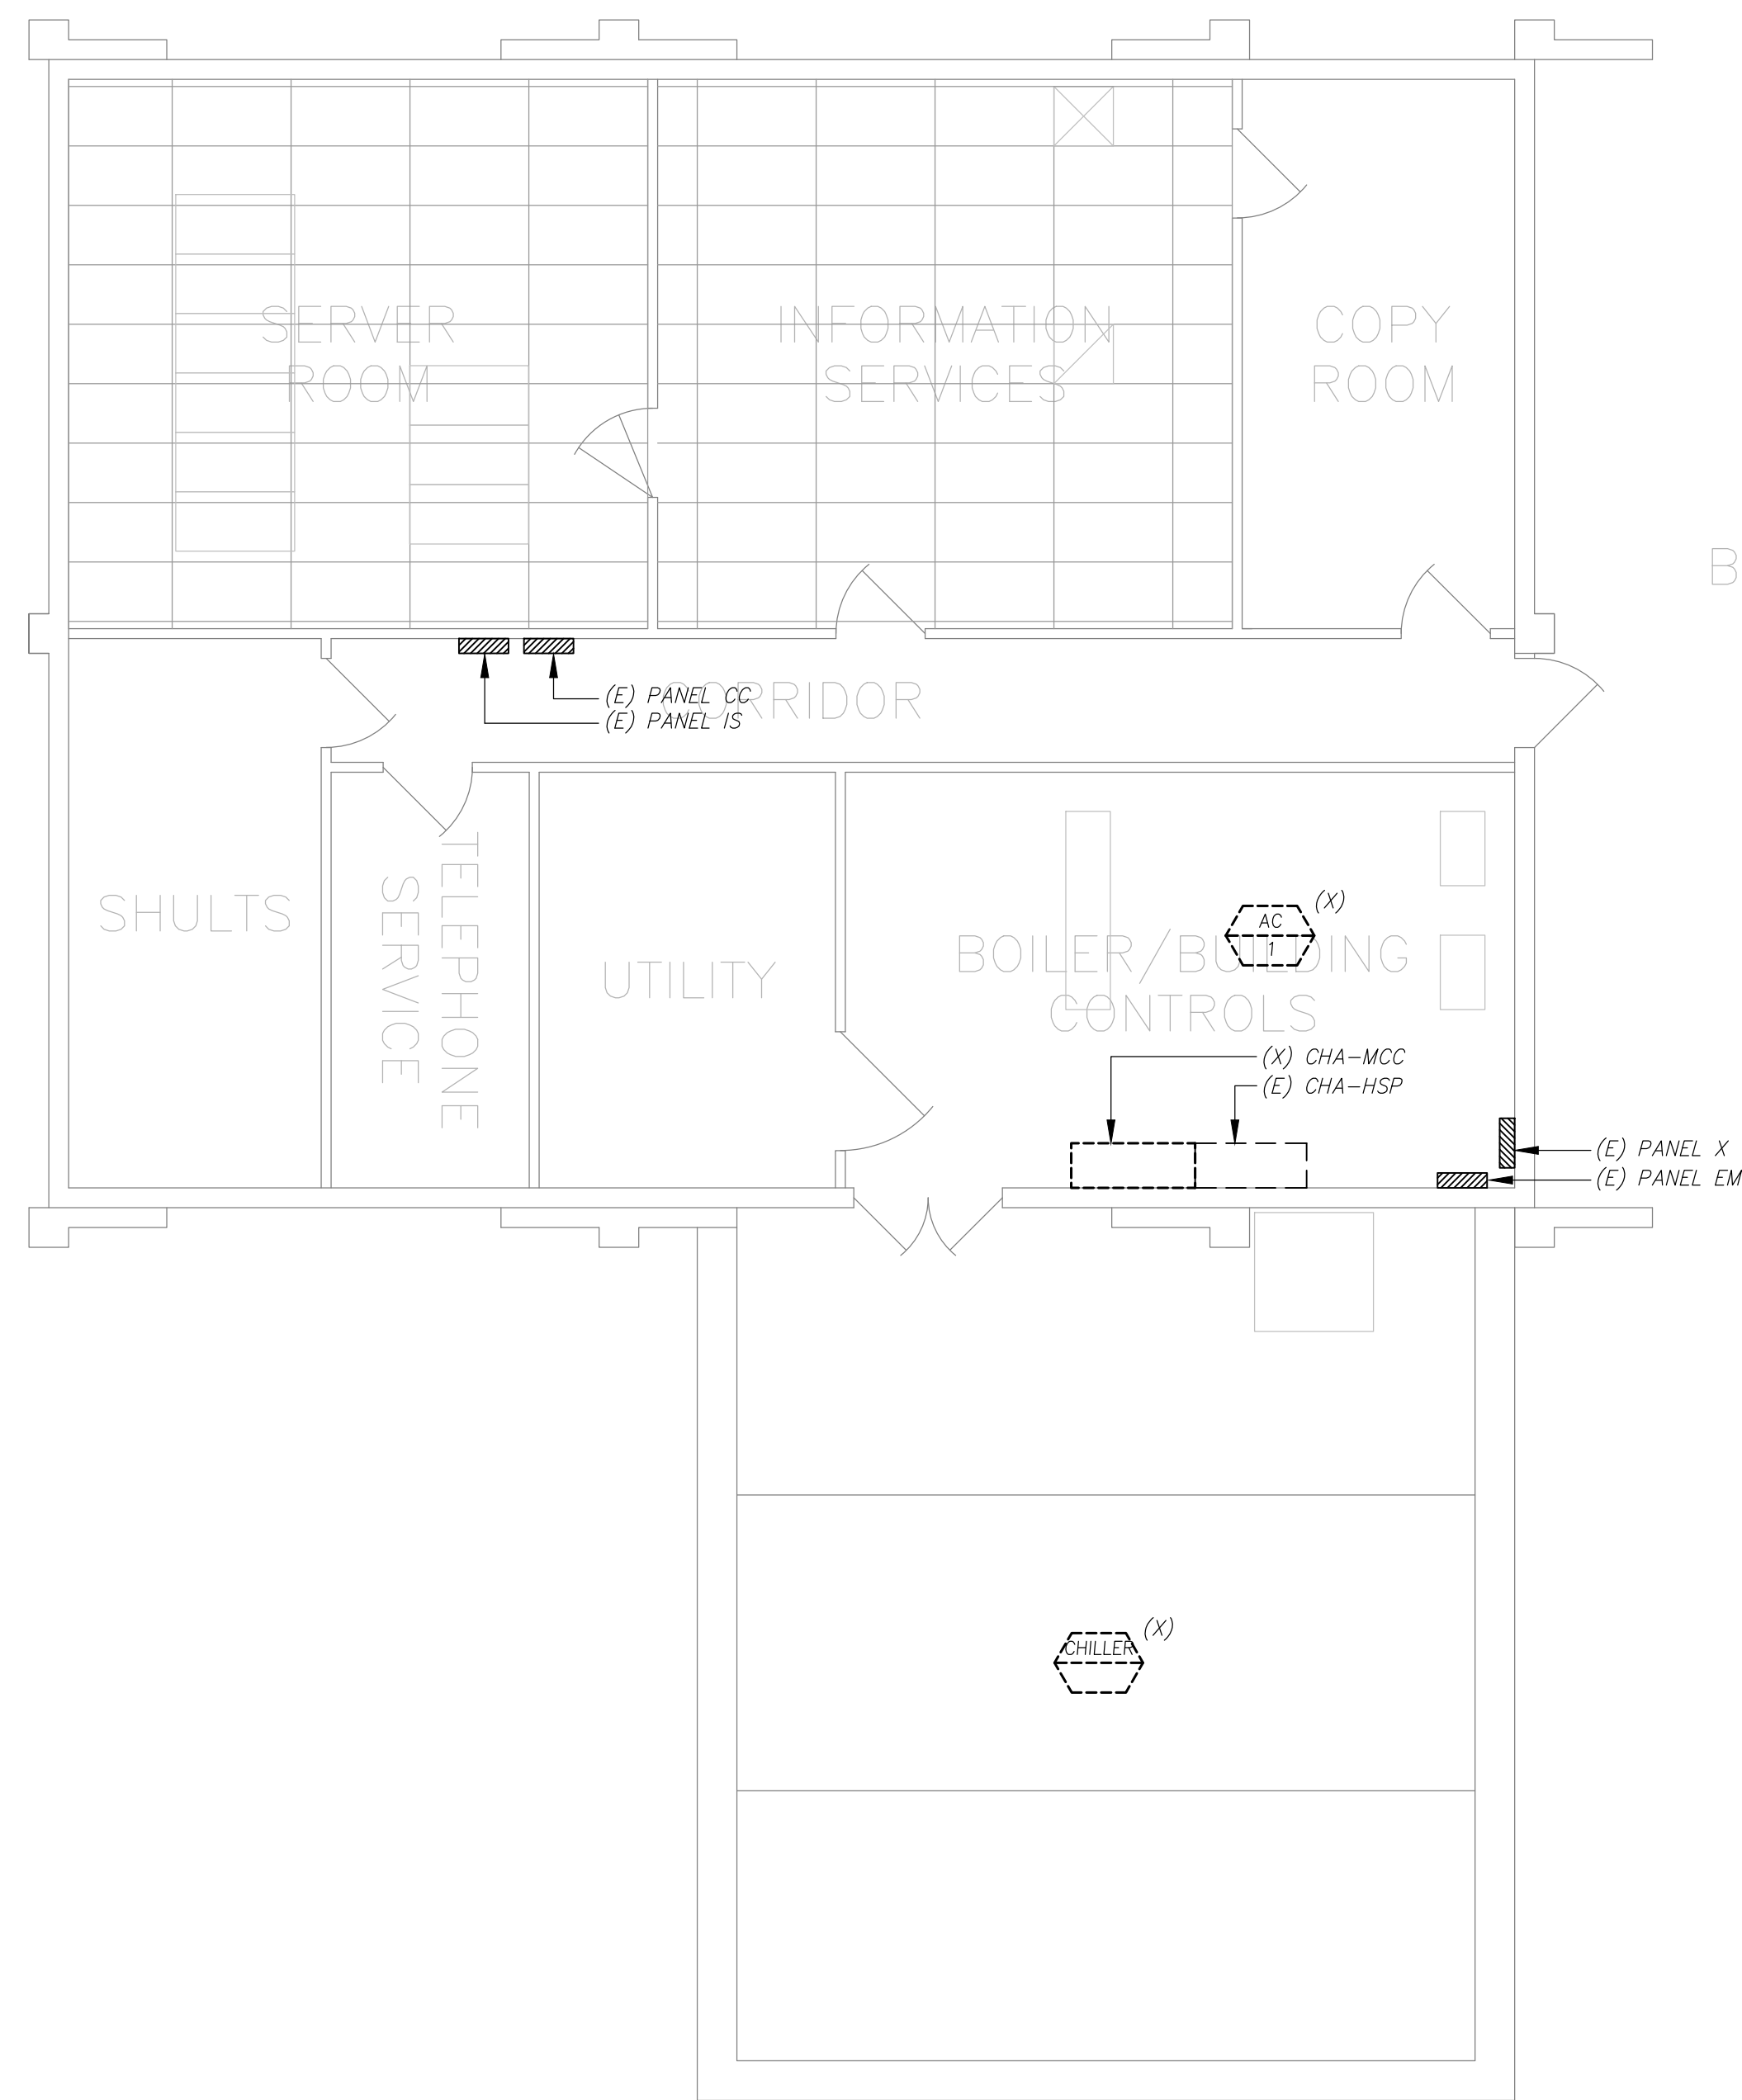 SERVER
ROOM
INFORMATION
SERVICES
COPY
ROOM
B
(E) PANEL CC
(E) PANEL IS
CORRIDOR
SHULTS
TELEPHONE
SERVICE
UTILITY
BOILER/BUILDING
CONTROLS
AC
1
(X)
(X) CHA-MCC
(E) CHA-HSP
(E) PANEL X
(E) PANEL EM
CHILLER
(X)